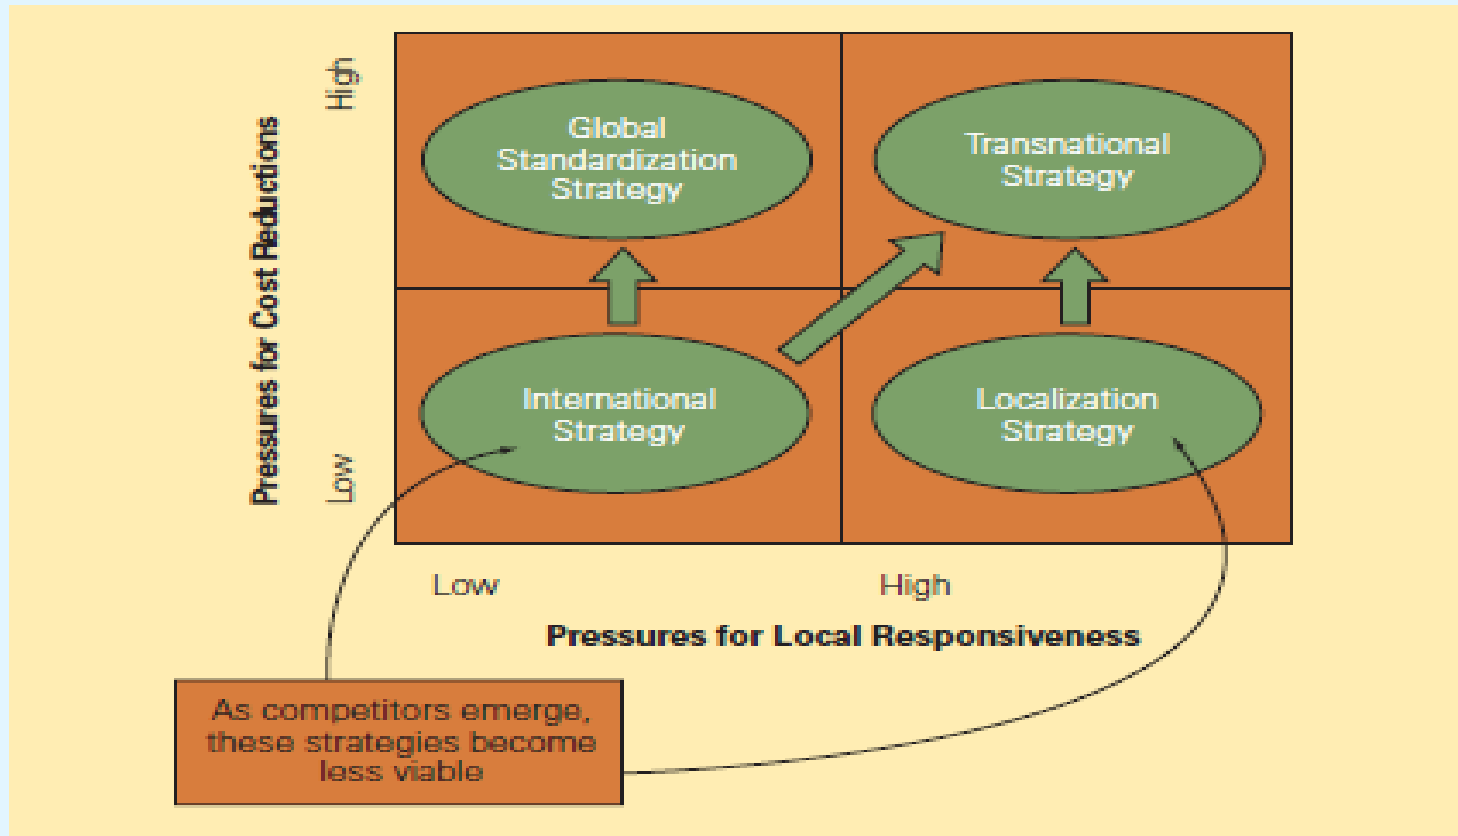 High
Pressures for Cost Reductions
Low
Global
Standardization
Strategy
Transnational
Strategy
International
Strategy
Localization
Strategy
Low
High
Pressures for Local Responsiveness
As competitors emerge,
these strategies become
less viable